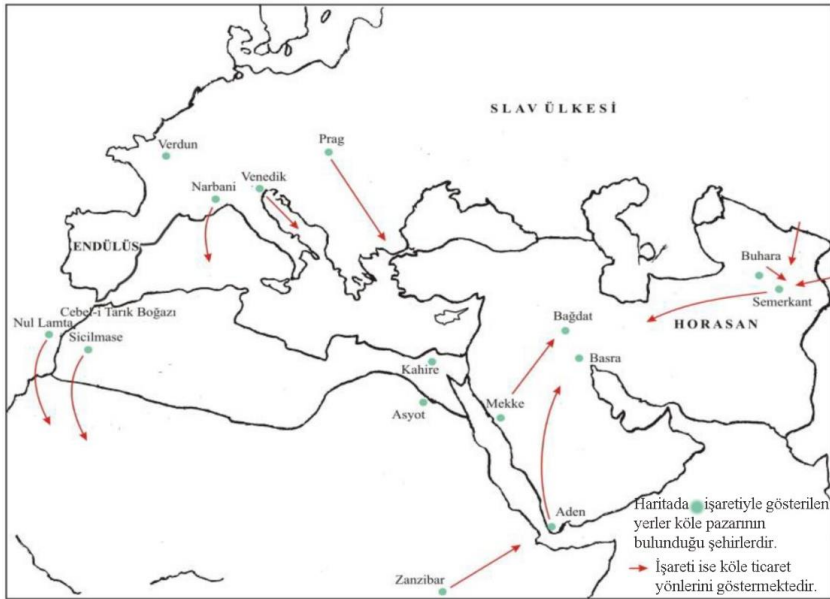 SLAV ÜLKESİ
Verdun
Prag
Narbani
Venedik
ENDÜLÜS
Buhara
Semerkant
HORASAN
Cebel-i Tarık Boğazı
Nul Lamta
Sicilmase
Bağdat
Basra
Kahire
Asyot
Mekke
Aden
Zanzibar
Haritada işaretiyle gösterilen
yerler köle pazarının
bulunduğu şehirlerdir.
İşareti ise köle ticaret
yönlerini göstermektedir.